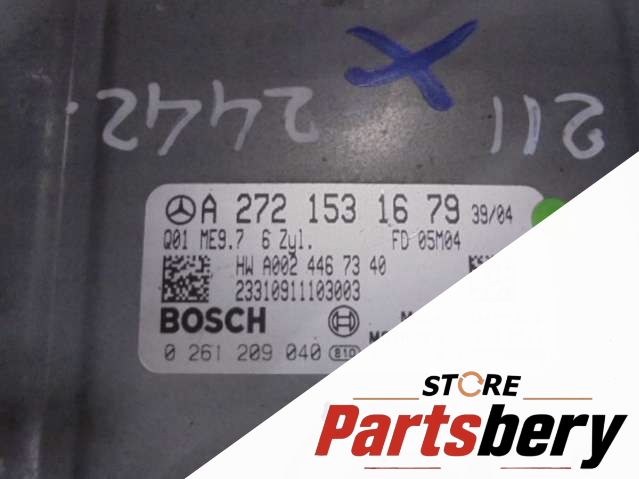 211
2442.
A 272 153 16 79 39/04
Q01 ME9.7 6 Zyl. FD 05M04
HW A002 446 73 40
23310911103003
BOSCH
0 261 209 040 B10
STORE
Partsbery